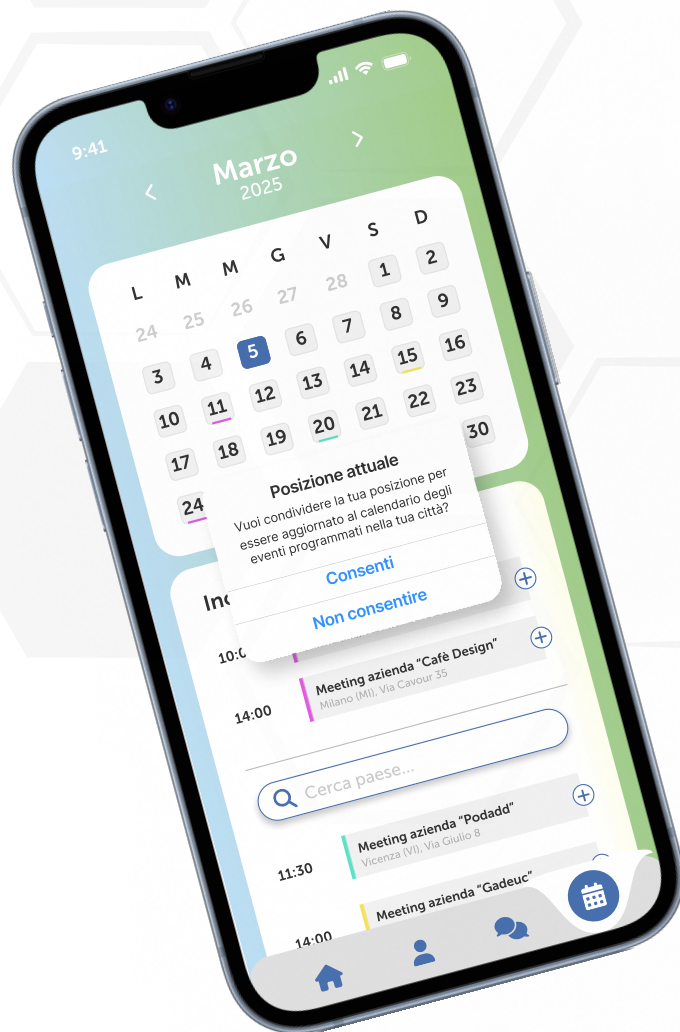 9:41
Marzo
2025
L M M G V S D
24 25 26 27 28 1 2
3 4 5 6 7 8 9
10 11 12 13 14 15 16
17 18 19 20 21 22 23
24 30
Posizione attuale
Vuoi condividere la tua posizione per
essere aggiornato al calendario degli
eventi programmati nella tua città?
Consenti
Non consentire
14:00
Meeting azienda “Cafè Design”
Milano (MI), Via Cavour 35
Cerca paese...
11:30
Meeting azienda “Podadd”
Vicenza (VI), Via Giulio 8
14:00
Meeting azienda “Gadeuc”